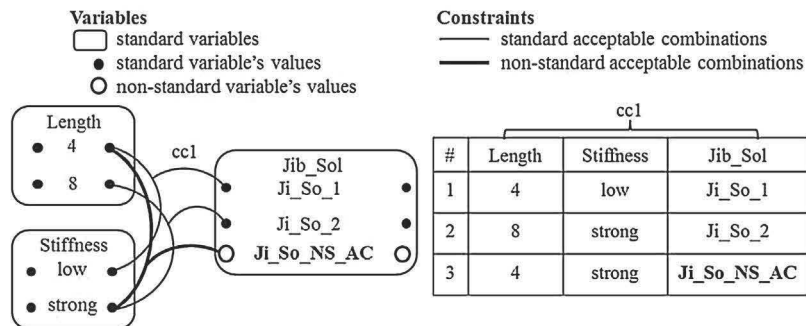 Variables
standard variables
standard variable's values
non-standard variable's values
Constraints
standard acceptable combinations
non-standard acceptable combinations
Length
4
8
Stiffness
low
strong
cc1
Jib_Sol
Ji_So_1
Ji_So_2
Ji_So_NS_AC
cc1
# Length Stiffness Jib_Sol
1 4 low Ji_So_1
2 8 strong Ji_So_2
3 4 strong Ji_So_NS_AC